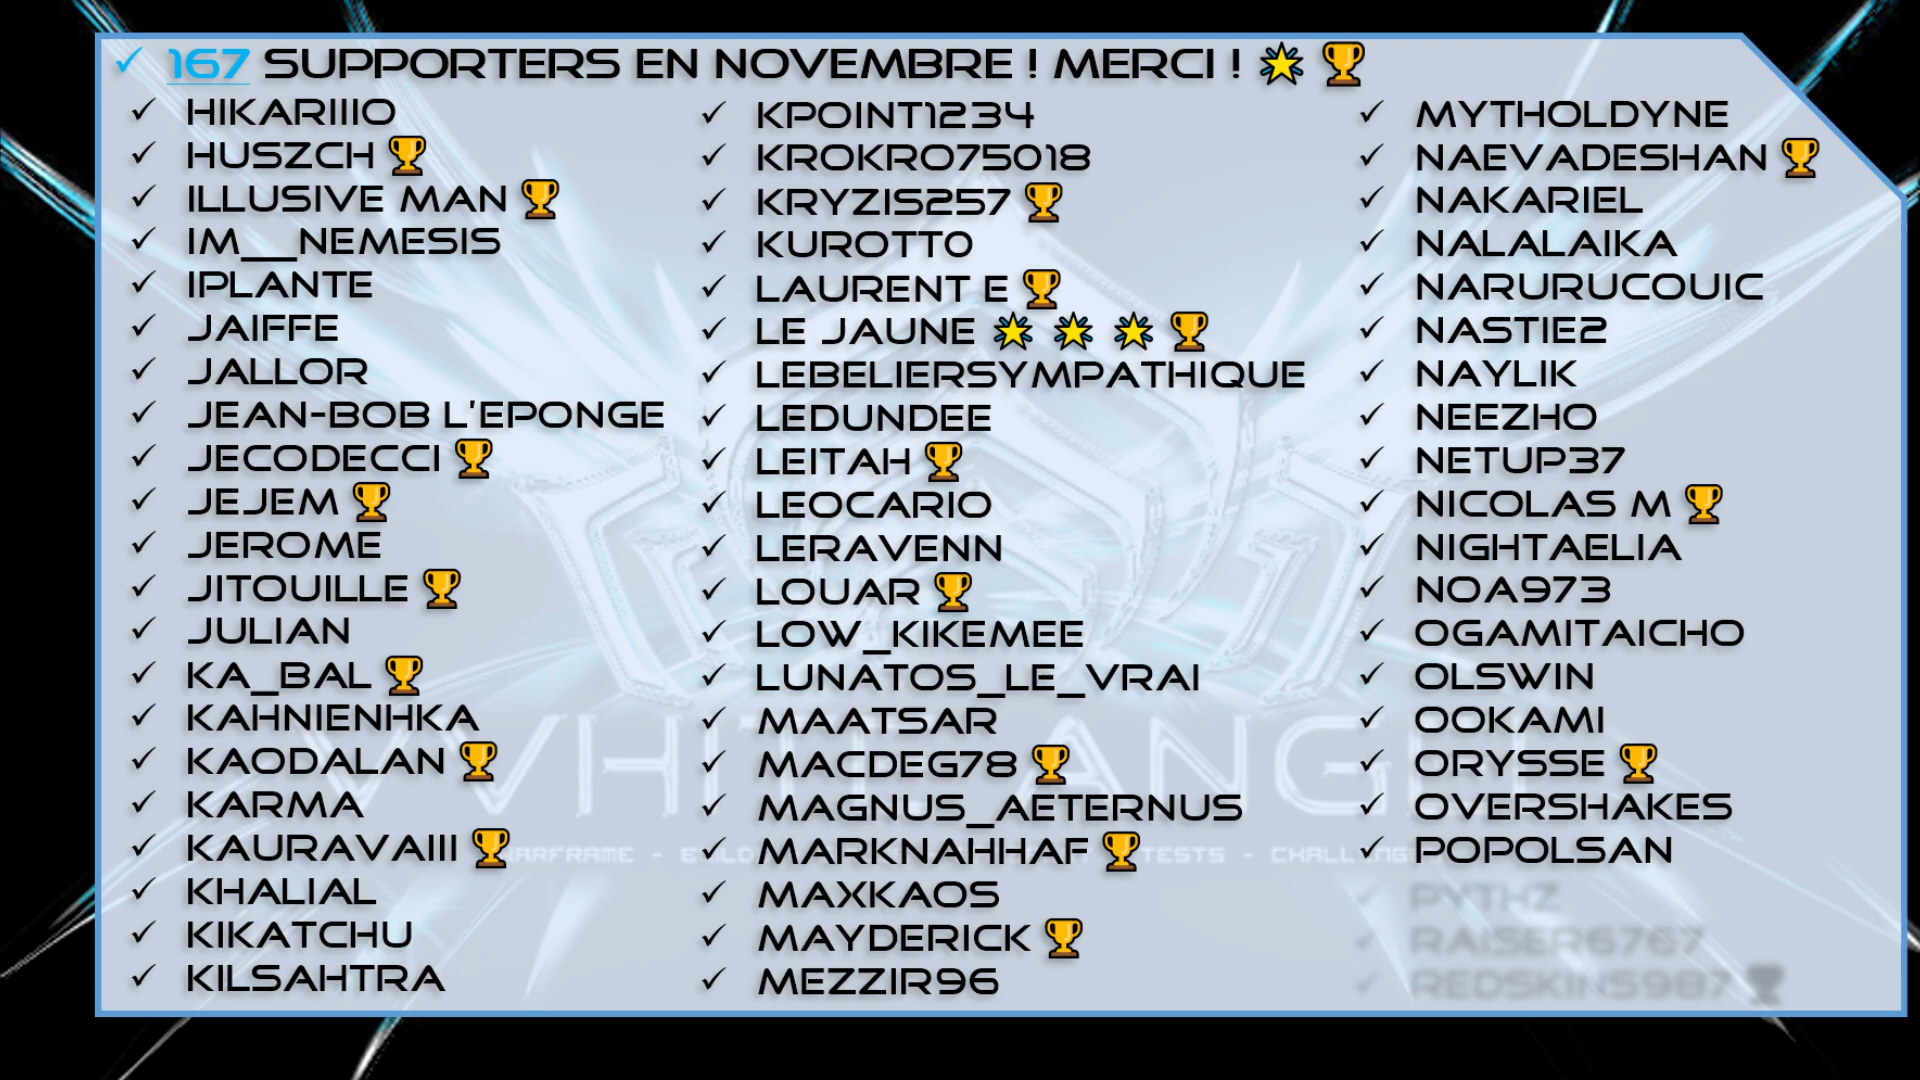 ✓ 167 SUPPORTERS EN NOVEMBRE ! MERCI ! 🌟 🏆
✓ HIKARIIIO
✓ HUSZCH 🏆
✓ ILLUSIVE MAN 🏆
✓ IM__NEMESIS
✓ IPLANTE
✓ JAIFFE
✓ JALLOR
✓ JEAN-BOB L'EPONGE
✓ JECODECCI 🏆
✓ JEJEM 🏆
✓ JEROME
✓ JITOUILLE 🏆
✓ JULIAN
✓ KA_BAL 🏆
✓ KAHNIENHKA
✓ KAODALAN 🏆
✓ KARMA
✓ KAURAVAIII 🏆
✓ KHALIAL
✓ KIKATCHU
✓ KILSAHTRA
✓ KPOINT1234
✓ KROKRO75018
✓ KRYZIS257 🏆
✓ KUROTTO
✓ LAURENT E 🏆
✓ LE JAUNE 🌟 🌟 🌟 🏆
✓ LEBELIERSYMPATHIQUE
✓ LEDUNDEE
✓ LEITAH 🏆
✓ LEOCARIO
✓ LERAVENN
✓ LOUAR 🏆
✓ LOW_KIKEMEE
✓ LUNATOS_LE_VRAI
✓ MAATSAR
✓ MACDEG78 🏆
✓ MAGNUS_AETERNUS
✓ MARKNAHHAF 🏆
✓ MAXKAOS
✓ MAYDERICK 🏆
✓ MEZZIR96
✓ MYTHOLDYNE
✓ NAEVADESHAN 🏆
✓ NAKARIEL
✓ NALALAIKA
✓ NARURUCOUIC
✓ NASTIE2
✓ NAYLIK
✓ NEEZHO
✓ NETUP37
✓ NICOLAS M 🏆
✓ NIGHTAELIA
✓ NOA973
✓ OGAMITAICHO
✓ OLSWIN
✓ OOKAMI
✓ ORYSSE 🏆
✓ OVERSHAKES
✓ POPOLSAN
✓ PYTHZ
✓ RAISER6767
✓ REDSKIN5987 🏆